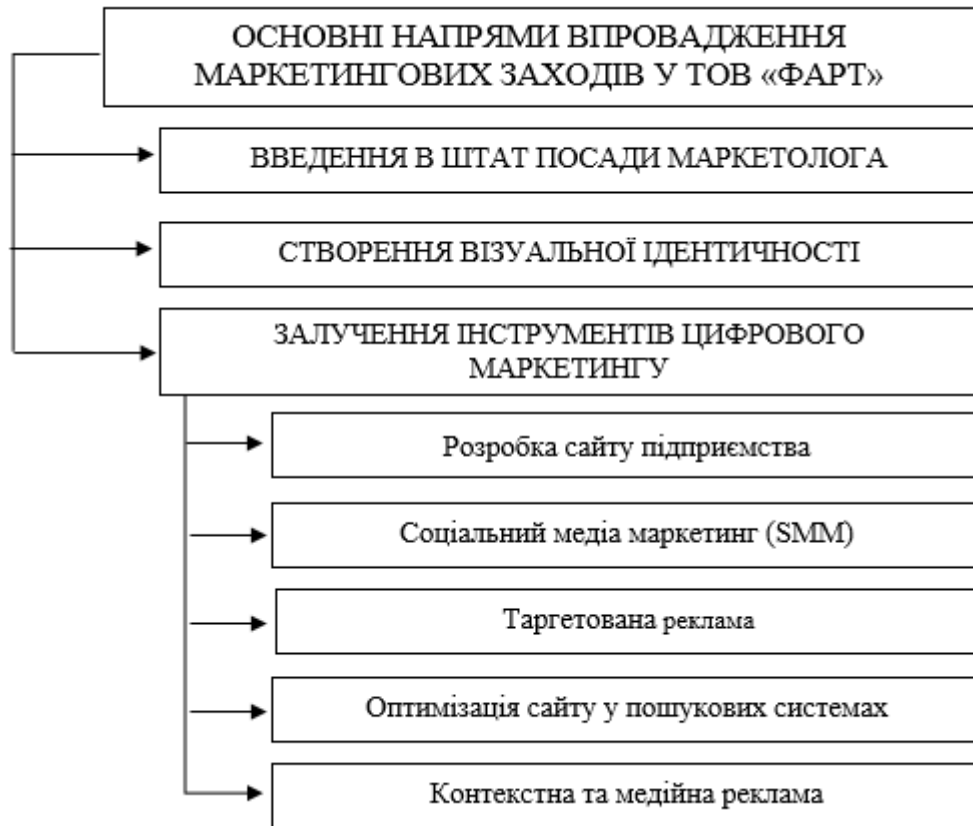 ОСНОВНІ НАПРЯМИ ВПРОВАДЖЕННЯ
МАРКЕТИНГОВИХ ЗАХОДІВ У ТОВ «ФАРТ»
ВВЕДЕННЯ В ШТАТ ПОСАДИ МАРКЕТОЛОГА
СТВОРЕННЯ ВІЗУАЛЬНОЇ ІДЕНТИЧНОСТІ
ЗАЛУЧЕННЯ ІНСТРУМЕНТІВ ЦИФРОВОГО
МАРКЕТИНГУ
Розробка сайту підприємства
Соціальний медіа маркетинг (SMM)
Таргетована реклама
Оптимізація сайту у пошукових системах
Контекстна та медійна реклама